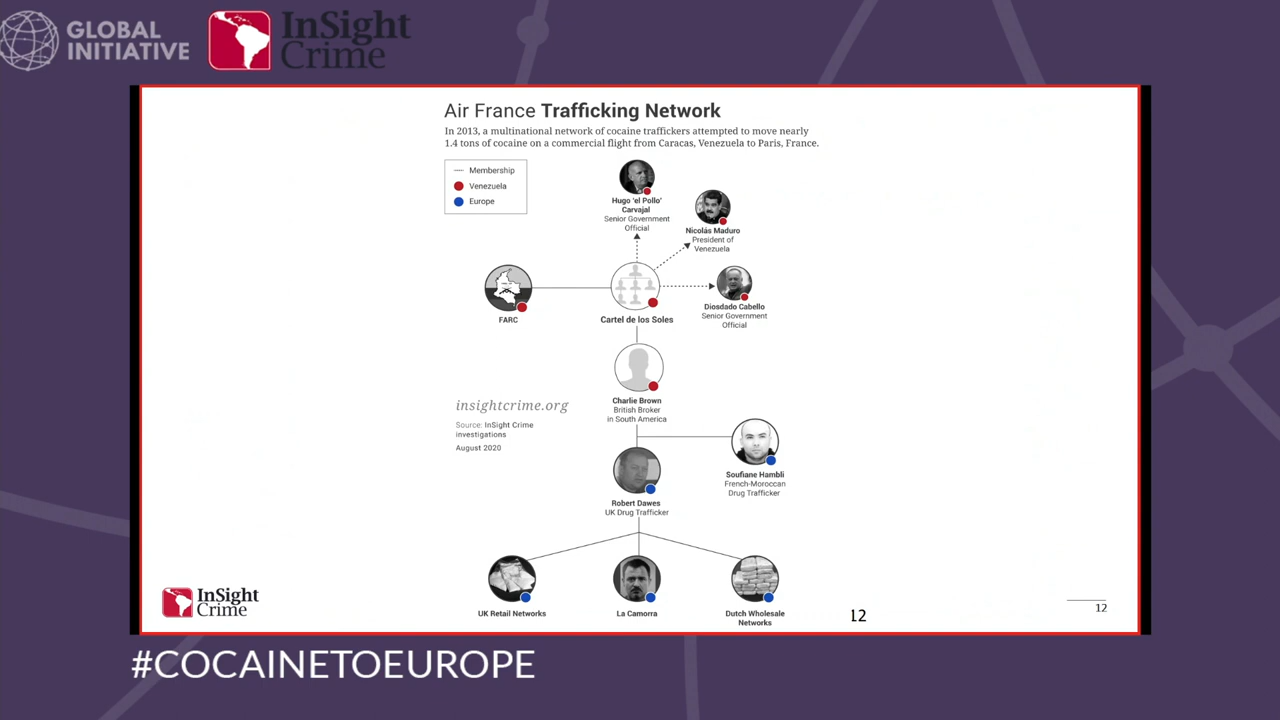 GLOBAL
INITIATIVE
InSight
Crime
Air France Trafficking Network
In 2013, a multinational network of cocaine traffickers attempted to move nearly
1.4 tons of cocaine on a commercial flight from Caracas, Venezuela to Paris, France.
Membership
Venezuela
Europe
Hugo 'el Pollo'
Carvajal
Senior Government
Official
Nicolás Maduro
President of
Venezuela
FARC
Cartel de los Soles
Diosdado Cabello
Senior Government
Official
Charlie Brown
British Broker
in South America
insightcrime.org
Source: InSight Crime
investigations
August 2020
Soufiane Hambli
French-Moroccan
Drug Trafficker
Robert Dawes
UK Drug Trafficker
UK Retail Networks
La Camorra
Dutch Wholesale
Networks
InSight
Crime
12
12
#COCAINETOEUROPE